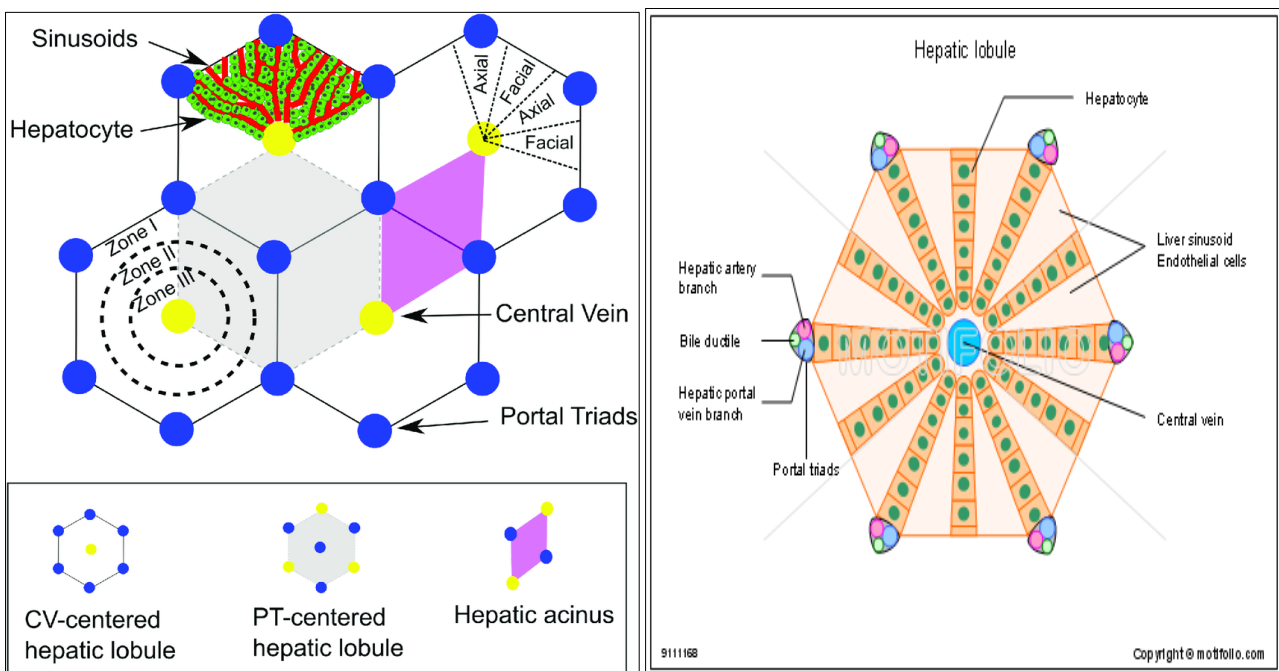 Sinusoids
Hepatocyte
Axial
Facial
Axial
Facial
Zone I
Zone II
Zone III
Central Vein
Portal Triads
CV-centered
hepatic lobule
PT-centered
hepatic lobule
Hepatic acinus
Hepatic lobule
Hepatocyte
Liver sinusoid
Endothelial cells
Hepatic artery
branch
Bile ductile
Hepatic portal
vein branch
Portal triads
Central vein
MOTIFOLIO
9111168
Copyright © motifolio.com